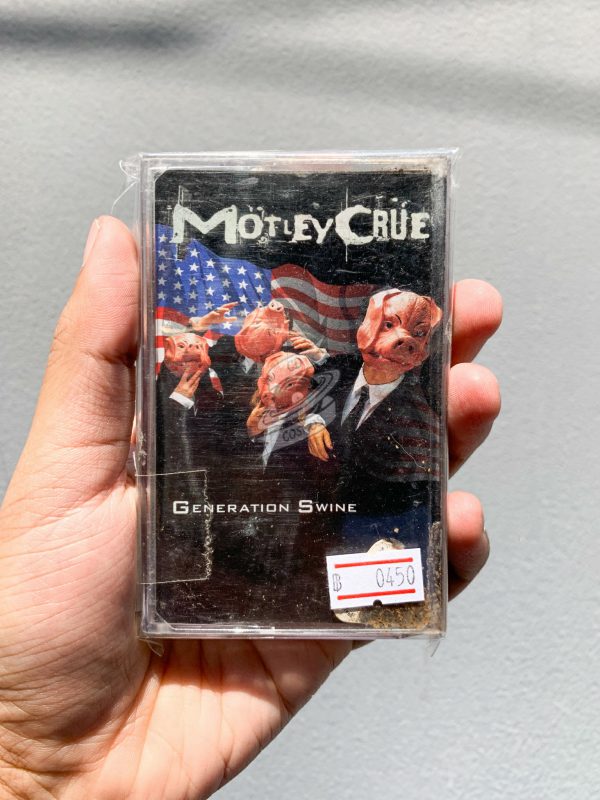 MÖTLEY CRÜE
GENERATION SWINE
฿ 0450